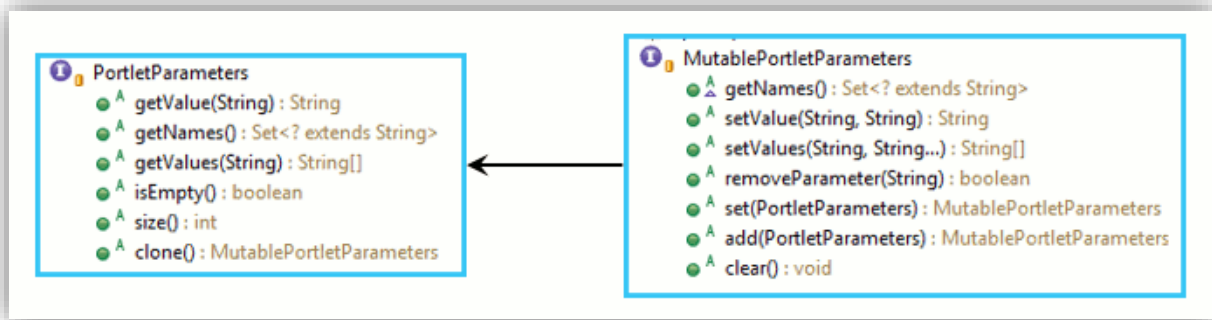 PortletParameters
getValue(String) : String
getNames() : Set<? extends String>
getValues(String) : String[]
isEmpty() : boolean
size() : int
clone() : MutablePortletParameters
MutablePortletParameters
getNames() : Set<? extends String>
setValue(String, String) : String
setValues(String, String...) : String[]
removeParameter(String) : boolean
set(PortletParameters) : MutablePortletParameters
add(PortletParameters) : MutablePortletParameters
clear() : void